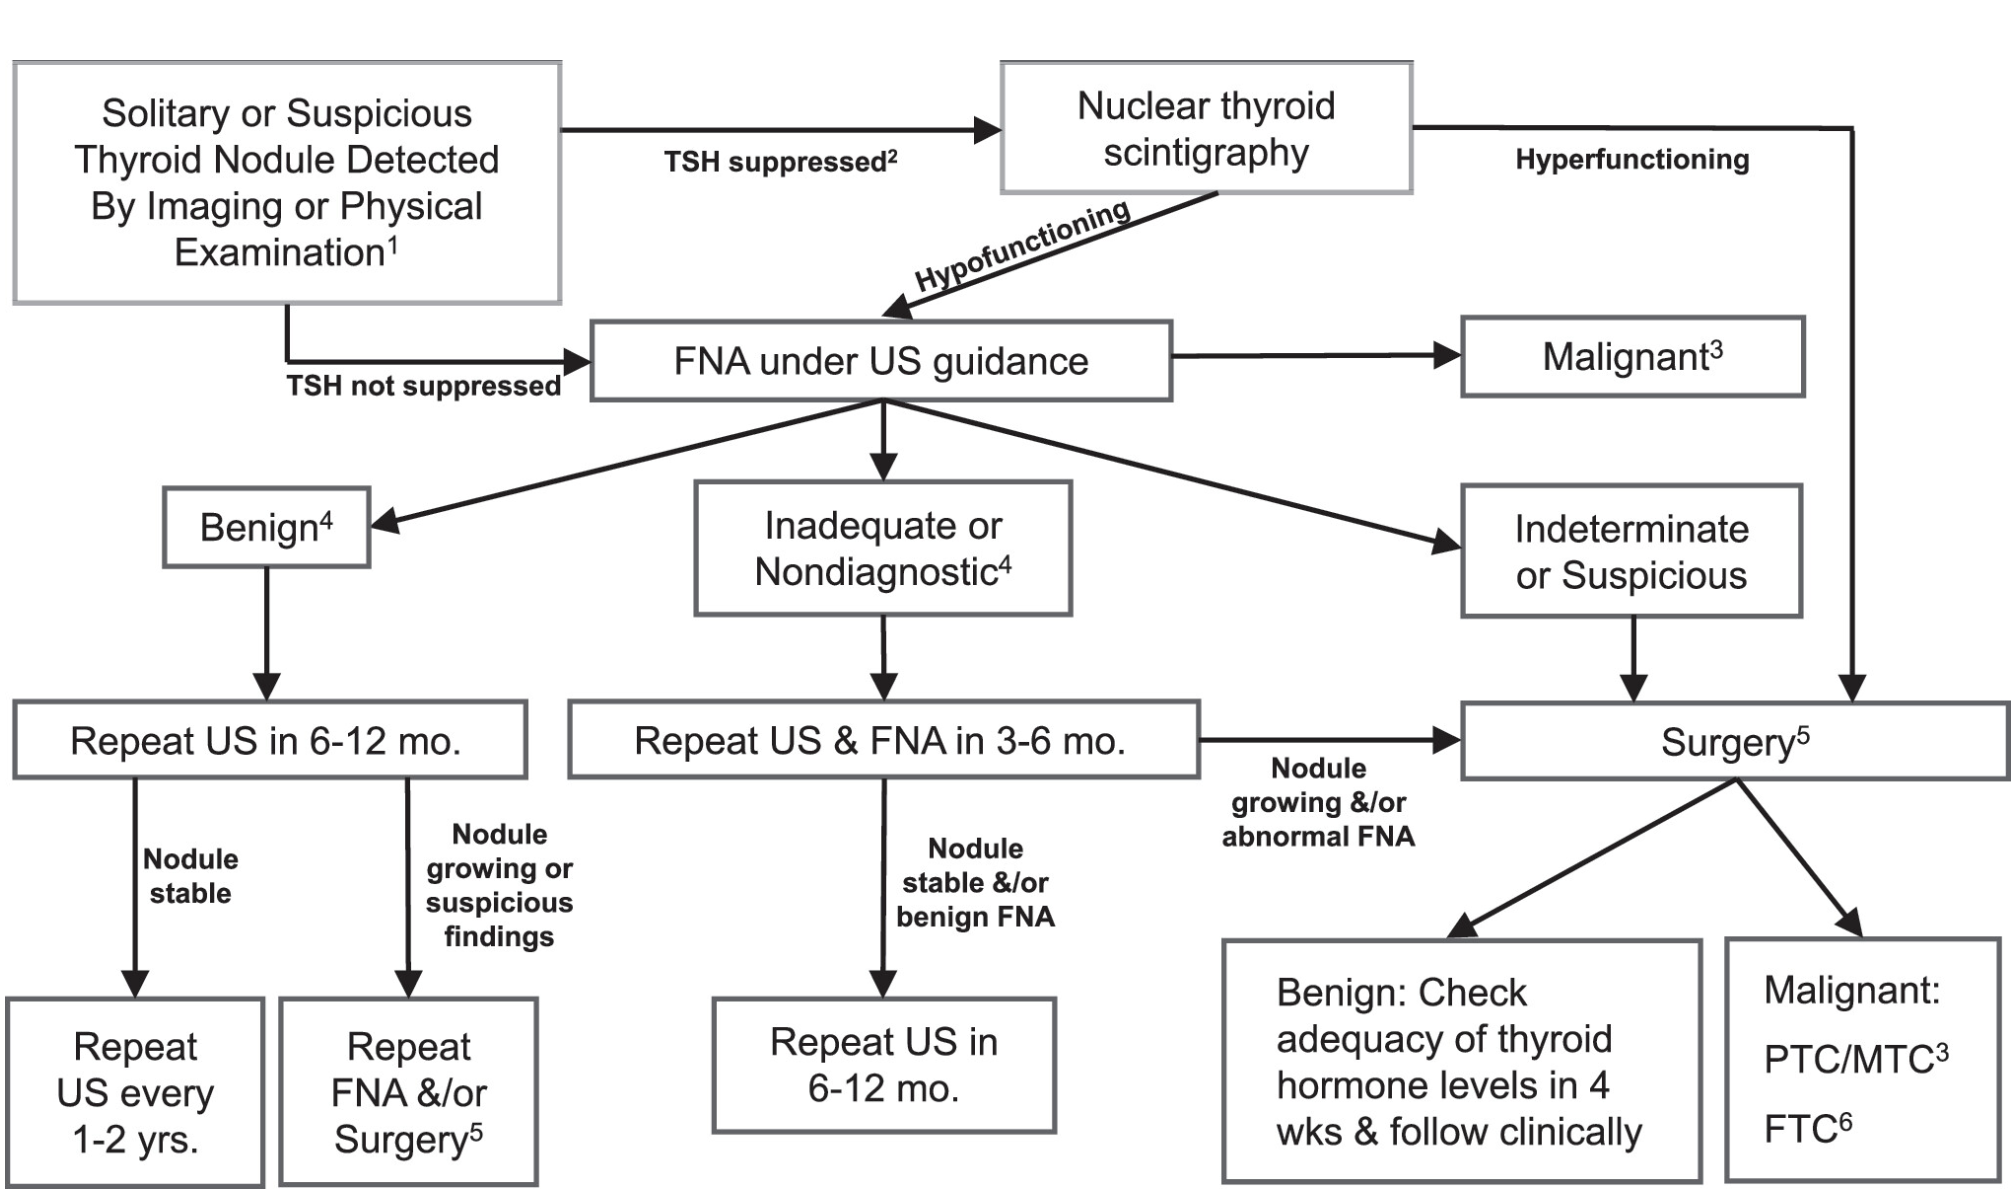 Solitary or Suspicious
Thyroid Nodule Detected
By Imaging or Physical
Examination¹
TSH suppressed²
Nuclear thyroid
scintigraphy
Hyperfunctioning
Hypofunctioning
TSH not suppressed
FNA under US guidance
Malignant³
Benign⁴
Inadequate or
Nondiagnostic⁴
Indeterminate
or Suspicious
Repeat US in 6-12 mo.
Repeat US & FNA in 3-6 mo.
Surgery⁵
Nodule
stable
Nodule
growing or
suspicious
findings
Nodule
stable &/or
benign FNA
Nodule
growing &/or
abnormal FNA
Repeat
US every
1-2 yrs.
Repeat
FNA &/or
Surgery⁵
Repeat US in
6-12 mo.
Benign: Check
adequacy of thyroid
hormone levels in 4
wks & follow clinically
Malignant:
PTC/MTC³
FTC⁶